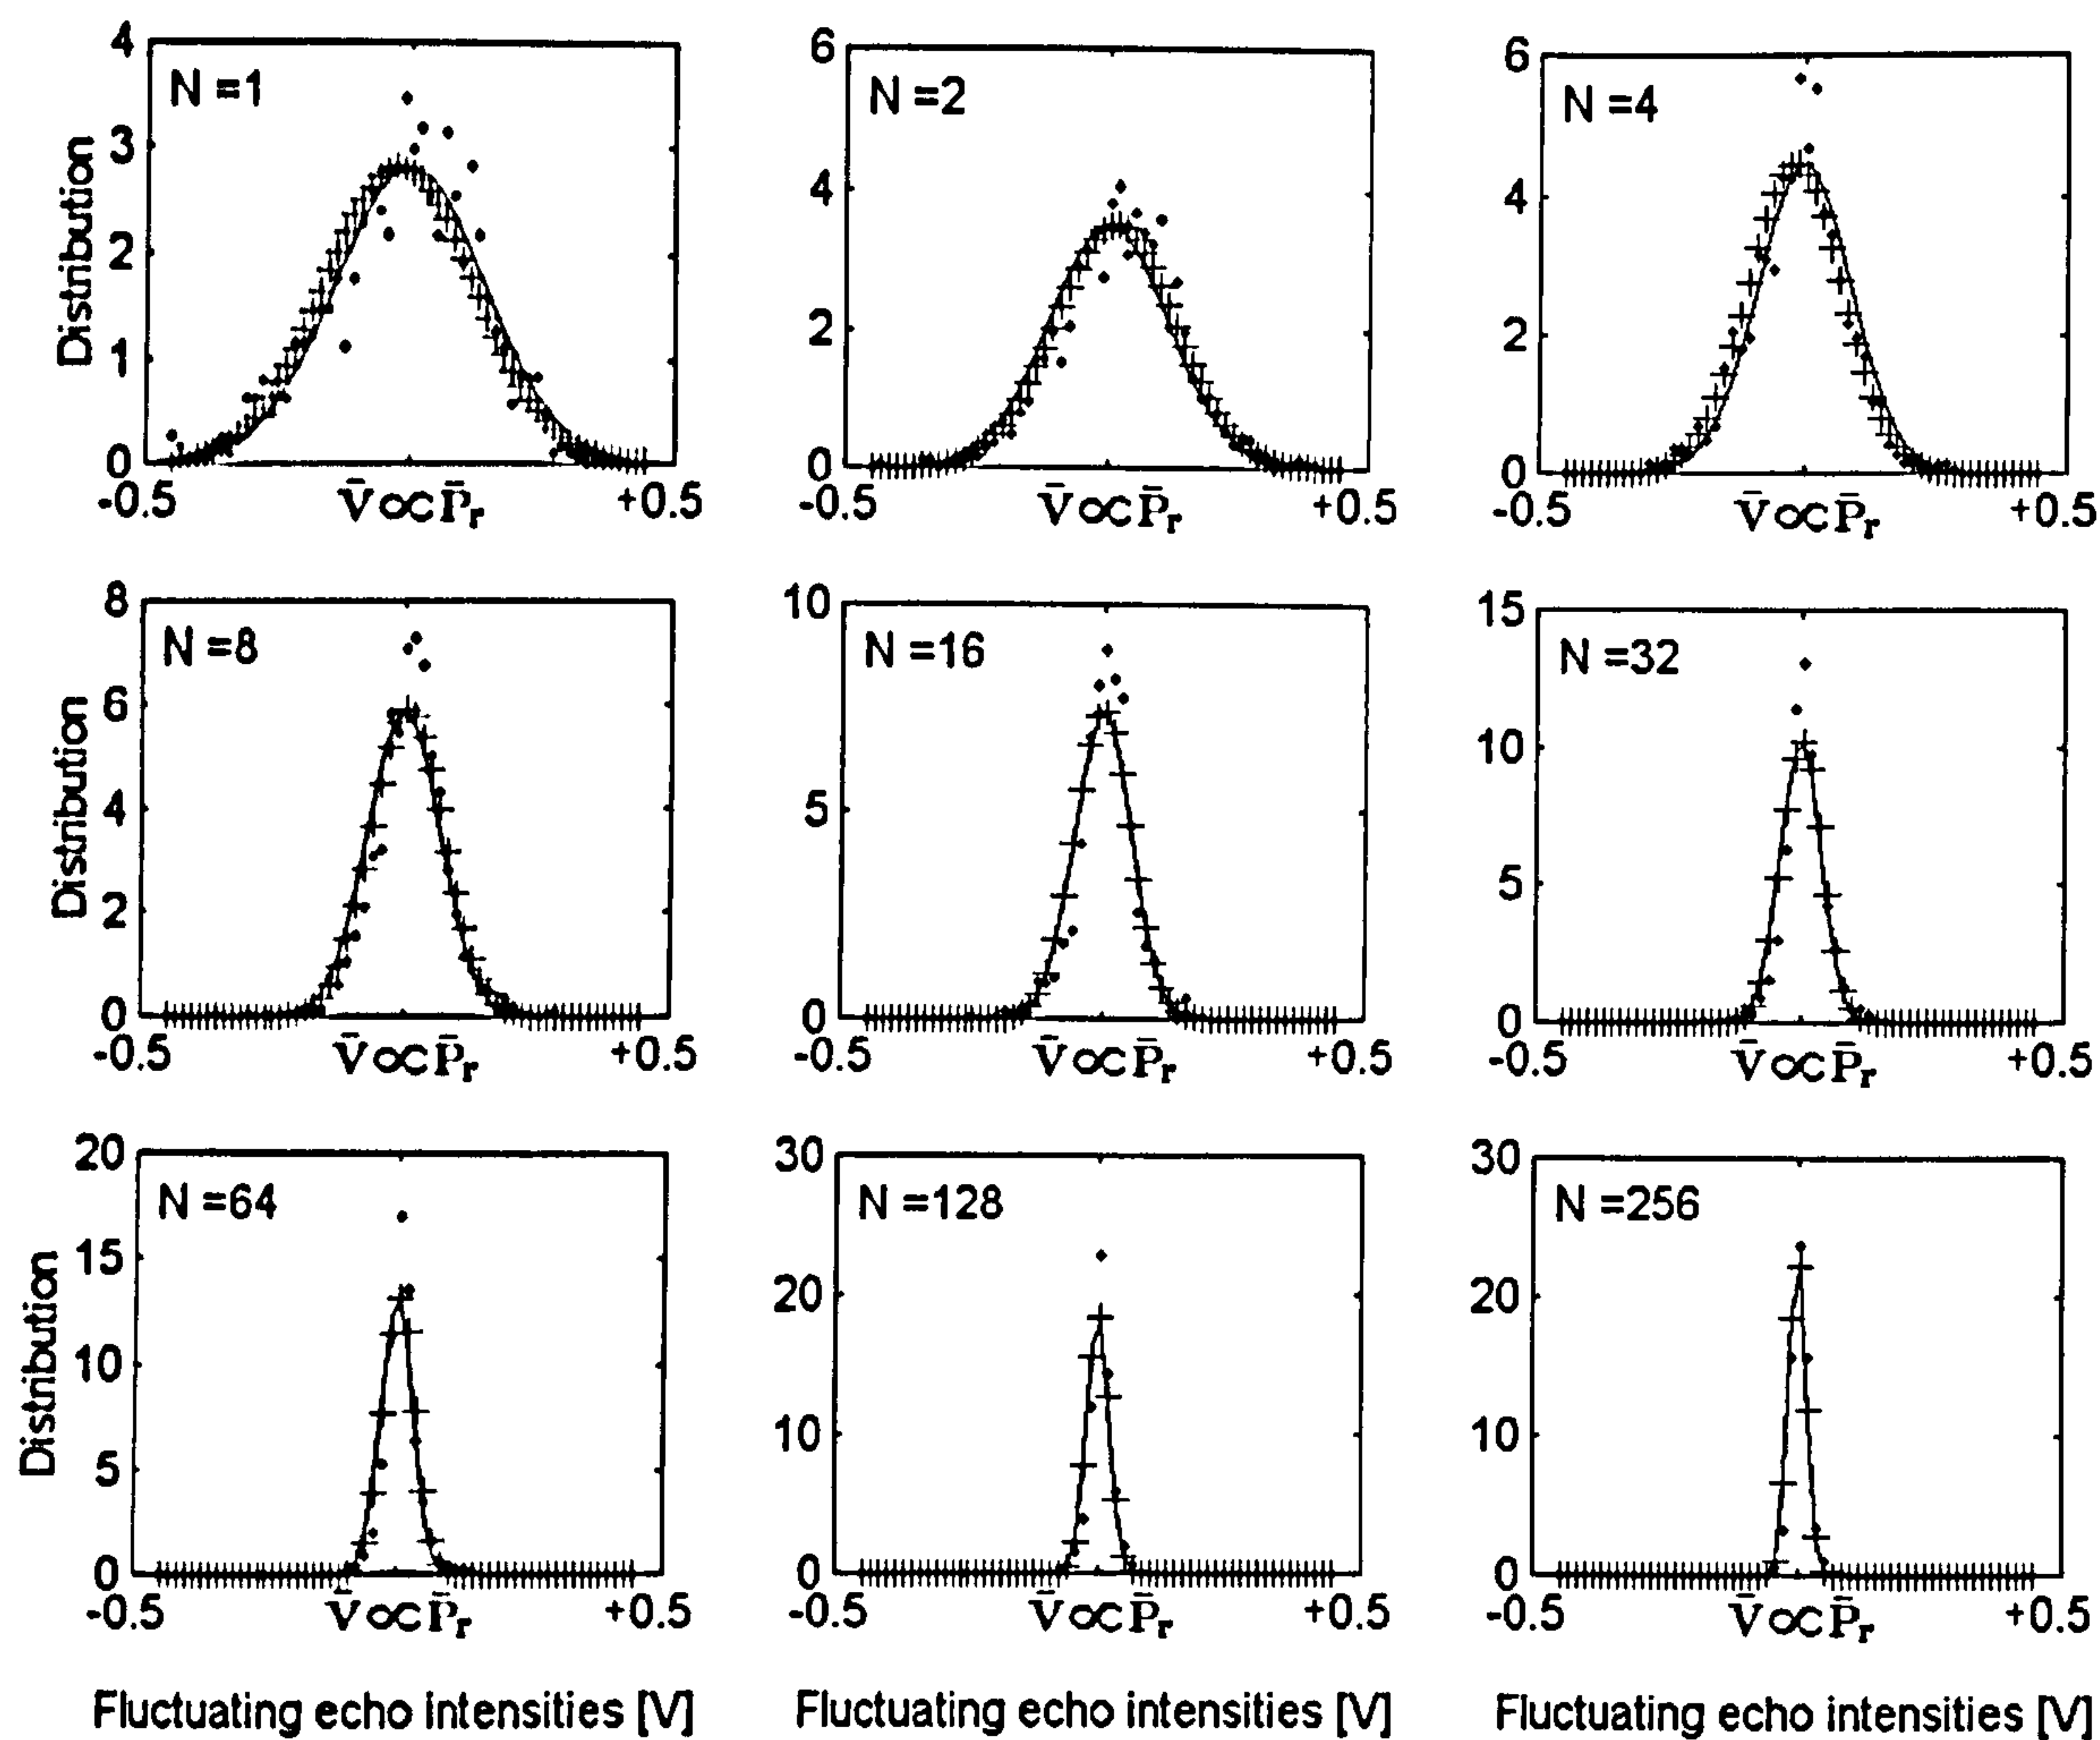 N =1
4
3
2
1
0
Distribution
-0.5 V̄∝P̄r +0.5
N =2
6
4
2
0
-0.5 V̄∝P̄r +0.5
N =4
6
4
2
0
-0.5 V̄∝P̄r +0.5
N =8
8
6
4
2
0
Distribution
-0.5 V̄∝P̄r +0.5
N =16
10
5
0
-0.5 V̄∝P̄r +0.5
N =32
15
10
5
0
-0.5 V̄∝P̄r +0.5
N =64
20
15
10
5
0
Distribution
-0.5 V̄∝P̄r +0.5
N =128
30
20
10
0
-0.5 V̄∝P̄r +0.5
N =256
30
20
10
0
-0.5 V̄∝P̄r +0.5
Fluctuating echo intensities [V]
Fluctuating echo intensities [V]
Fluctuating echo intensities [V]